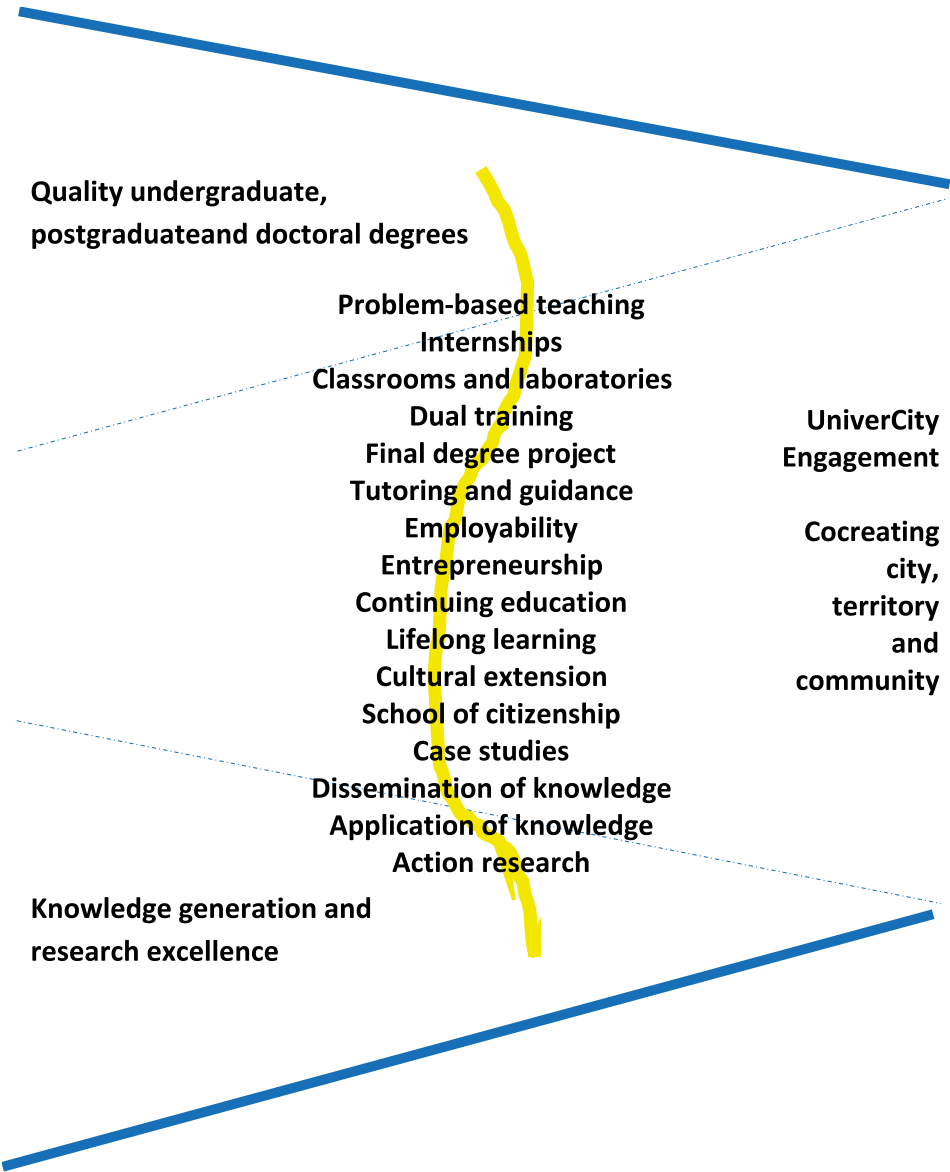 Quality undergraduate,
postgraduateand doctoral degrees
Problem-based teaching
Internships
Classrooms and laboratories
Dual training
Final degree project
Tutoring and guidance
Employability
Entrepreneurship
Continuing education
Lifelong learning
Cultural extension
School of citizenship
Case studies
Dissemination of knowledge
Application of knowledge
Action research
UniverCity
Engagement
Cocreating
city,
territory
and
community
Knowledge generation and
research excellence